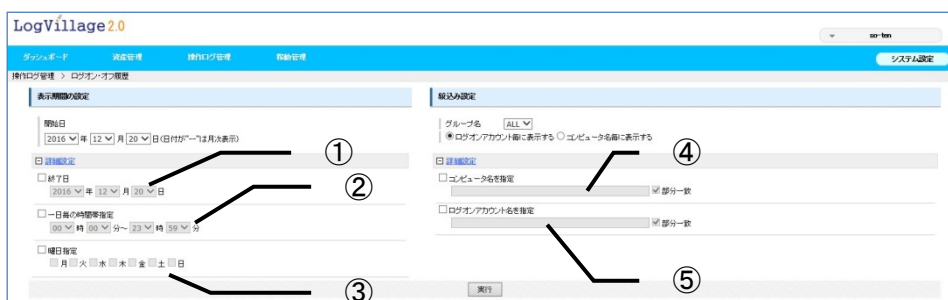 LogVillage 2.0
so-ten
ダッシュボード 資産管理 操作ログ管理 稼動管理 システム設定
操作ログ管理 > ログオン・オフ履歴
表示期間の設定
開始日
2016 年 12 月 20 日(日付が"--"は月次表示)
詳細設定
終了日
2016 年 12 月 20 日
①
一日毎の時間帯指定
00 時 00 分～ 23 時 59 分
②
曜日指定
月 火 水 木 金 土 日
③
絞込み設定
グループ名 ALL
ログオンアカウント毎に表示する コンピュータ名毎に表示する
詳細設定
コンピュータ名を指定
部分一致
④
ログオンアカウント名を指定
部分一致
⑤
実行